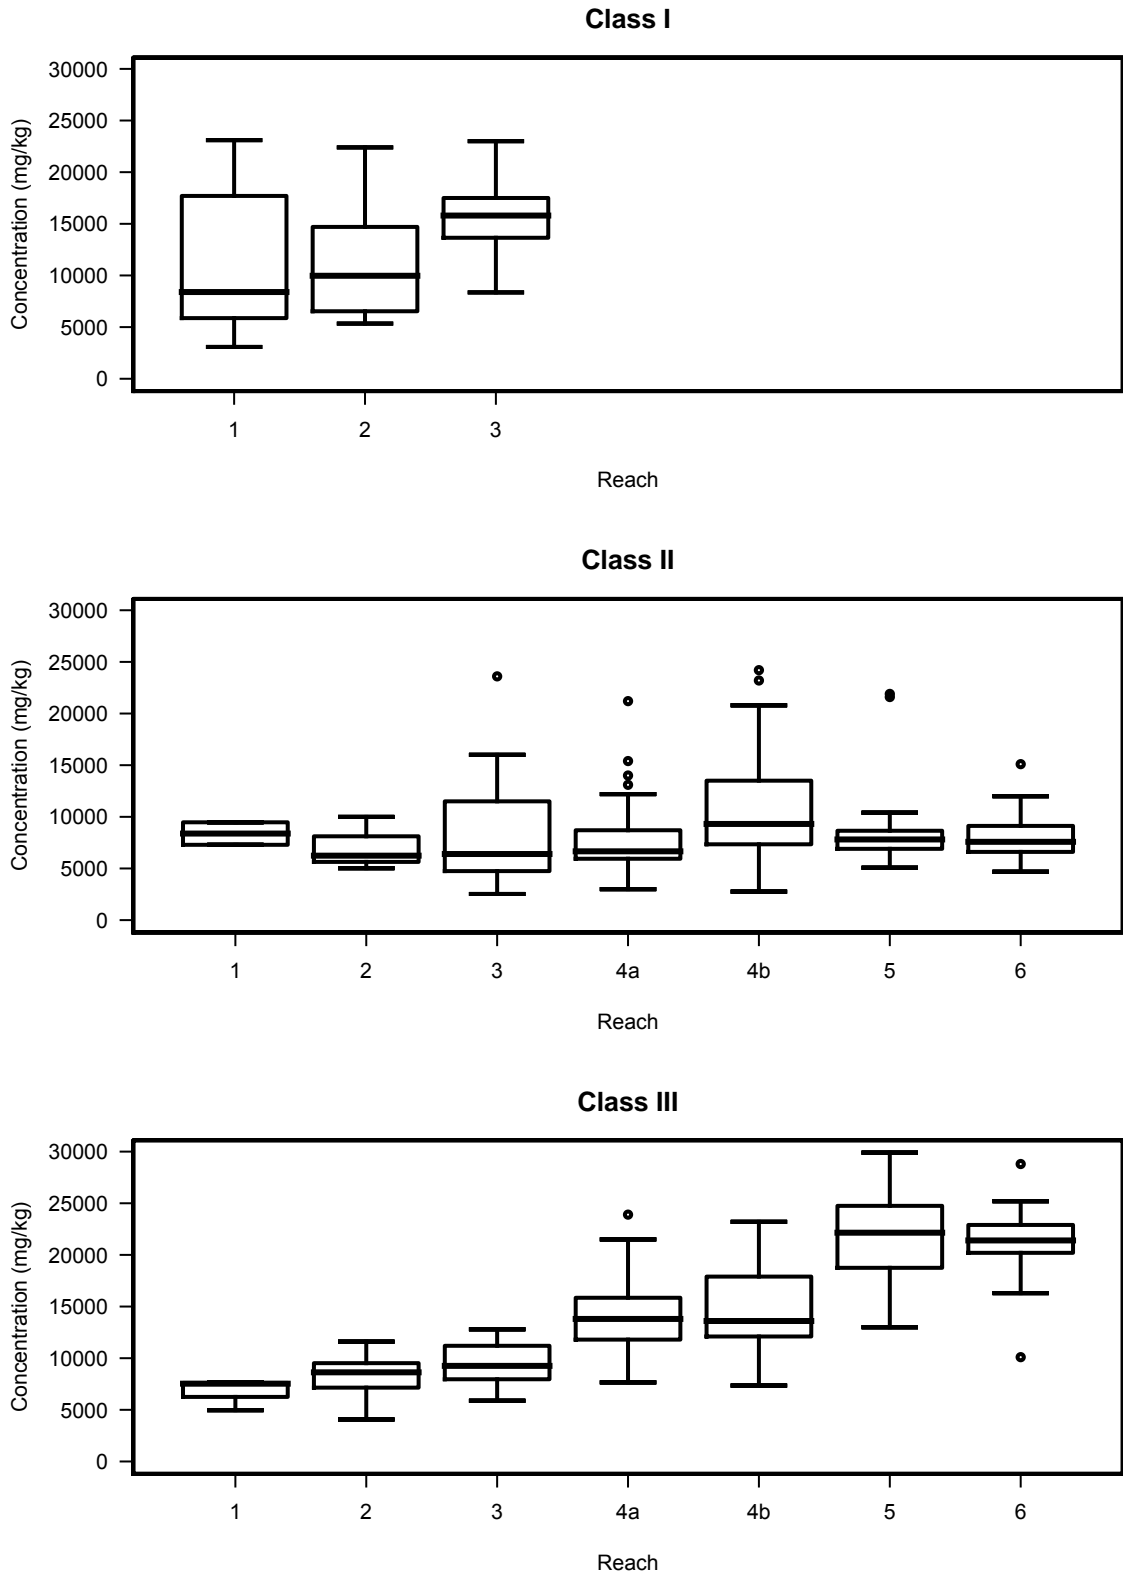 Class I
30000
25000
20000
15000
10000
5000
0
Concentration (mg/kg)
1 2 3
Reach
Class II
30000
25000
20000
15000
10000
5000
0
Concentration (mg/kg)
1 2 3 4a 4b 5 6
Reach
Class III
30000
25000
20000
15000
10000
5000
0
Concentration (mg/kg)
1 2 3 4a 4b 5 6
Reach